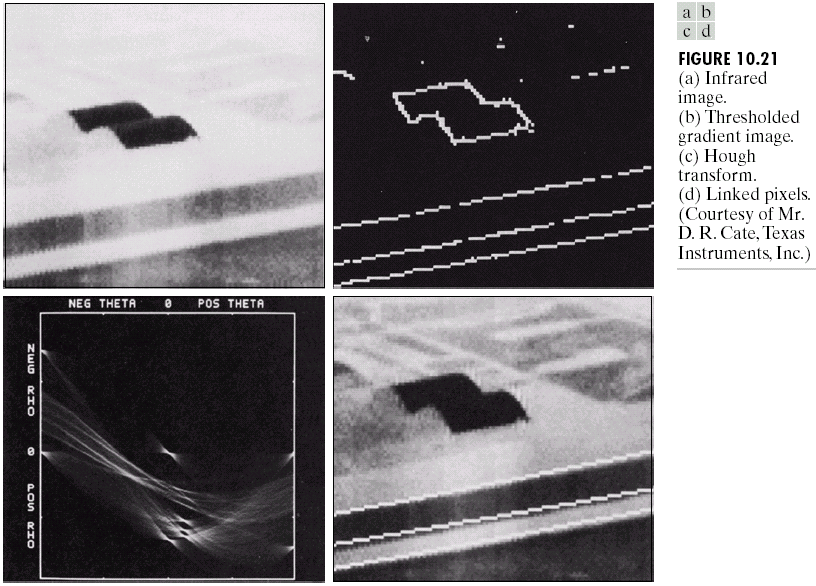 a b
c d
FIGURE 10.21
(a) Infrared
image.
(b) Thresholded
gradient image.
(c) Hough
transform.
(d) Linked pixels.
(Courtesy of Mr.
D. R. Cate, Texas
Instruments, Inc.)
NEG THETA 0 POS THETA
NEG RHO
0
POS RHO